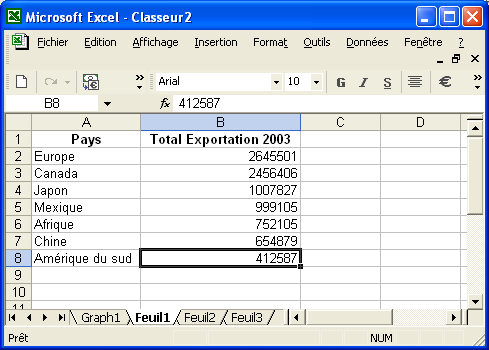 Microsoft Excel - Classeur2
Fichier Edition Affichage Insertion Format Outils Données Fenêtre ?
Arial 10 G I S €
B8 fx 412587
A B C D
1 Pays Total Exportation 2003
2 Europe 2645501
3 Canada 2456406
4 Japon 1007827
5 Mexique 999105
6 Afrique 752105
7 Chine 654879
8 Amérique du sud 412587
9
10
11
Graph1 Feuil1 Feuil2 Feuil3
Prêt NUM